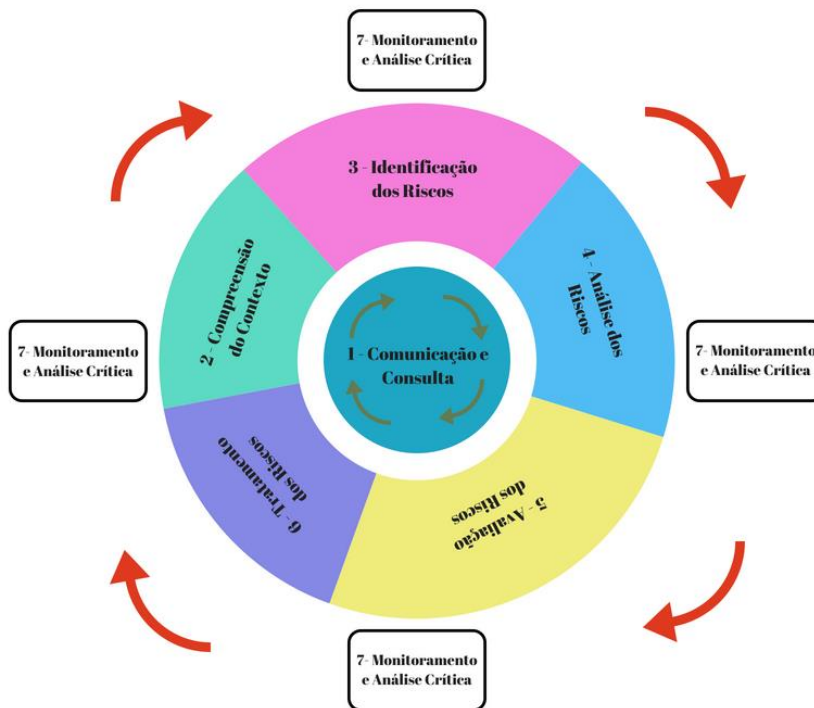 7- Monitoramento
e Análise Crítica
3 - Identificação
dos Riscos
2 - Compreensão
do Contexto
4 - Análise dos
Riscos
7- Monitoramento
e Análise Crítica
1 - Comunicação e
Consulta
7- Monitoramento
e Análise Crítica
6 - Tratamento
dos Riscos
5 - Avaliação
dos Riscos
7- Monitoramento
e Análise Crítica